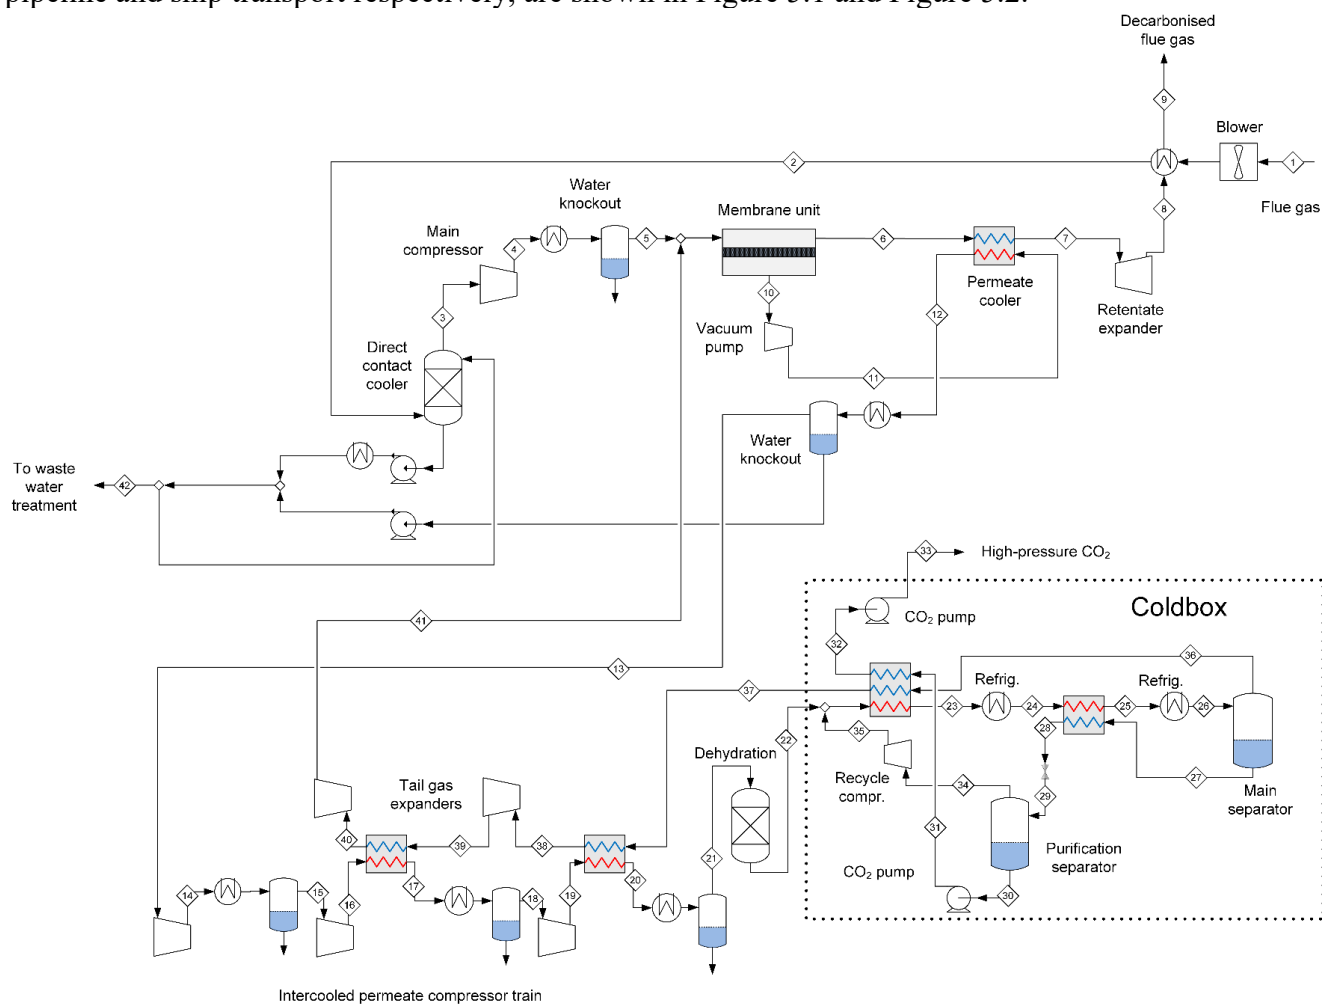 pipeline and ship transport respectively, are shown in Figure 3.1 and Figure 3.2.
Decarbonised
flue gas
9
Blower
2
1
Water
knockout
Membrane unit
8
Flue gas
Main
compressor
4
5
6
7
10
Permeate
cooler
12
Retentate
expander
3
Vacuum
pump
Direct
contact
cooler
11
Water
knockout
To waste
water
treatment
42
33
High-pressure CO2
Coldbox
CO2 pump
41
32
13
36
37
Refrig.
Refrig.
23
24
25
26
28
22
35
Dehydration
27
Recycle
compr.
Main
separator
Tail gas
expanders
34
29
31
40
39
38
21
Purification
separator
CO2 pump
14
15
16
17
18
19
20
30
Intercooled permeate compressor train